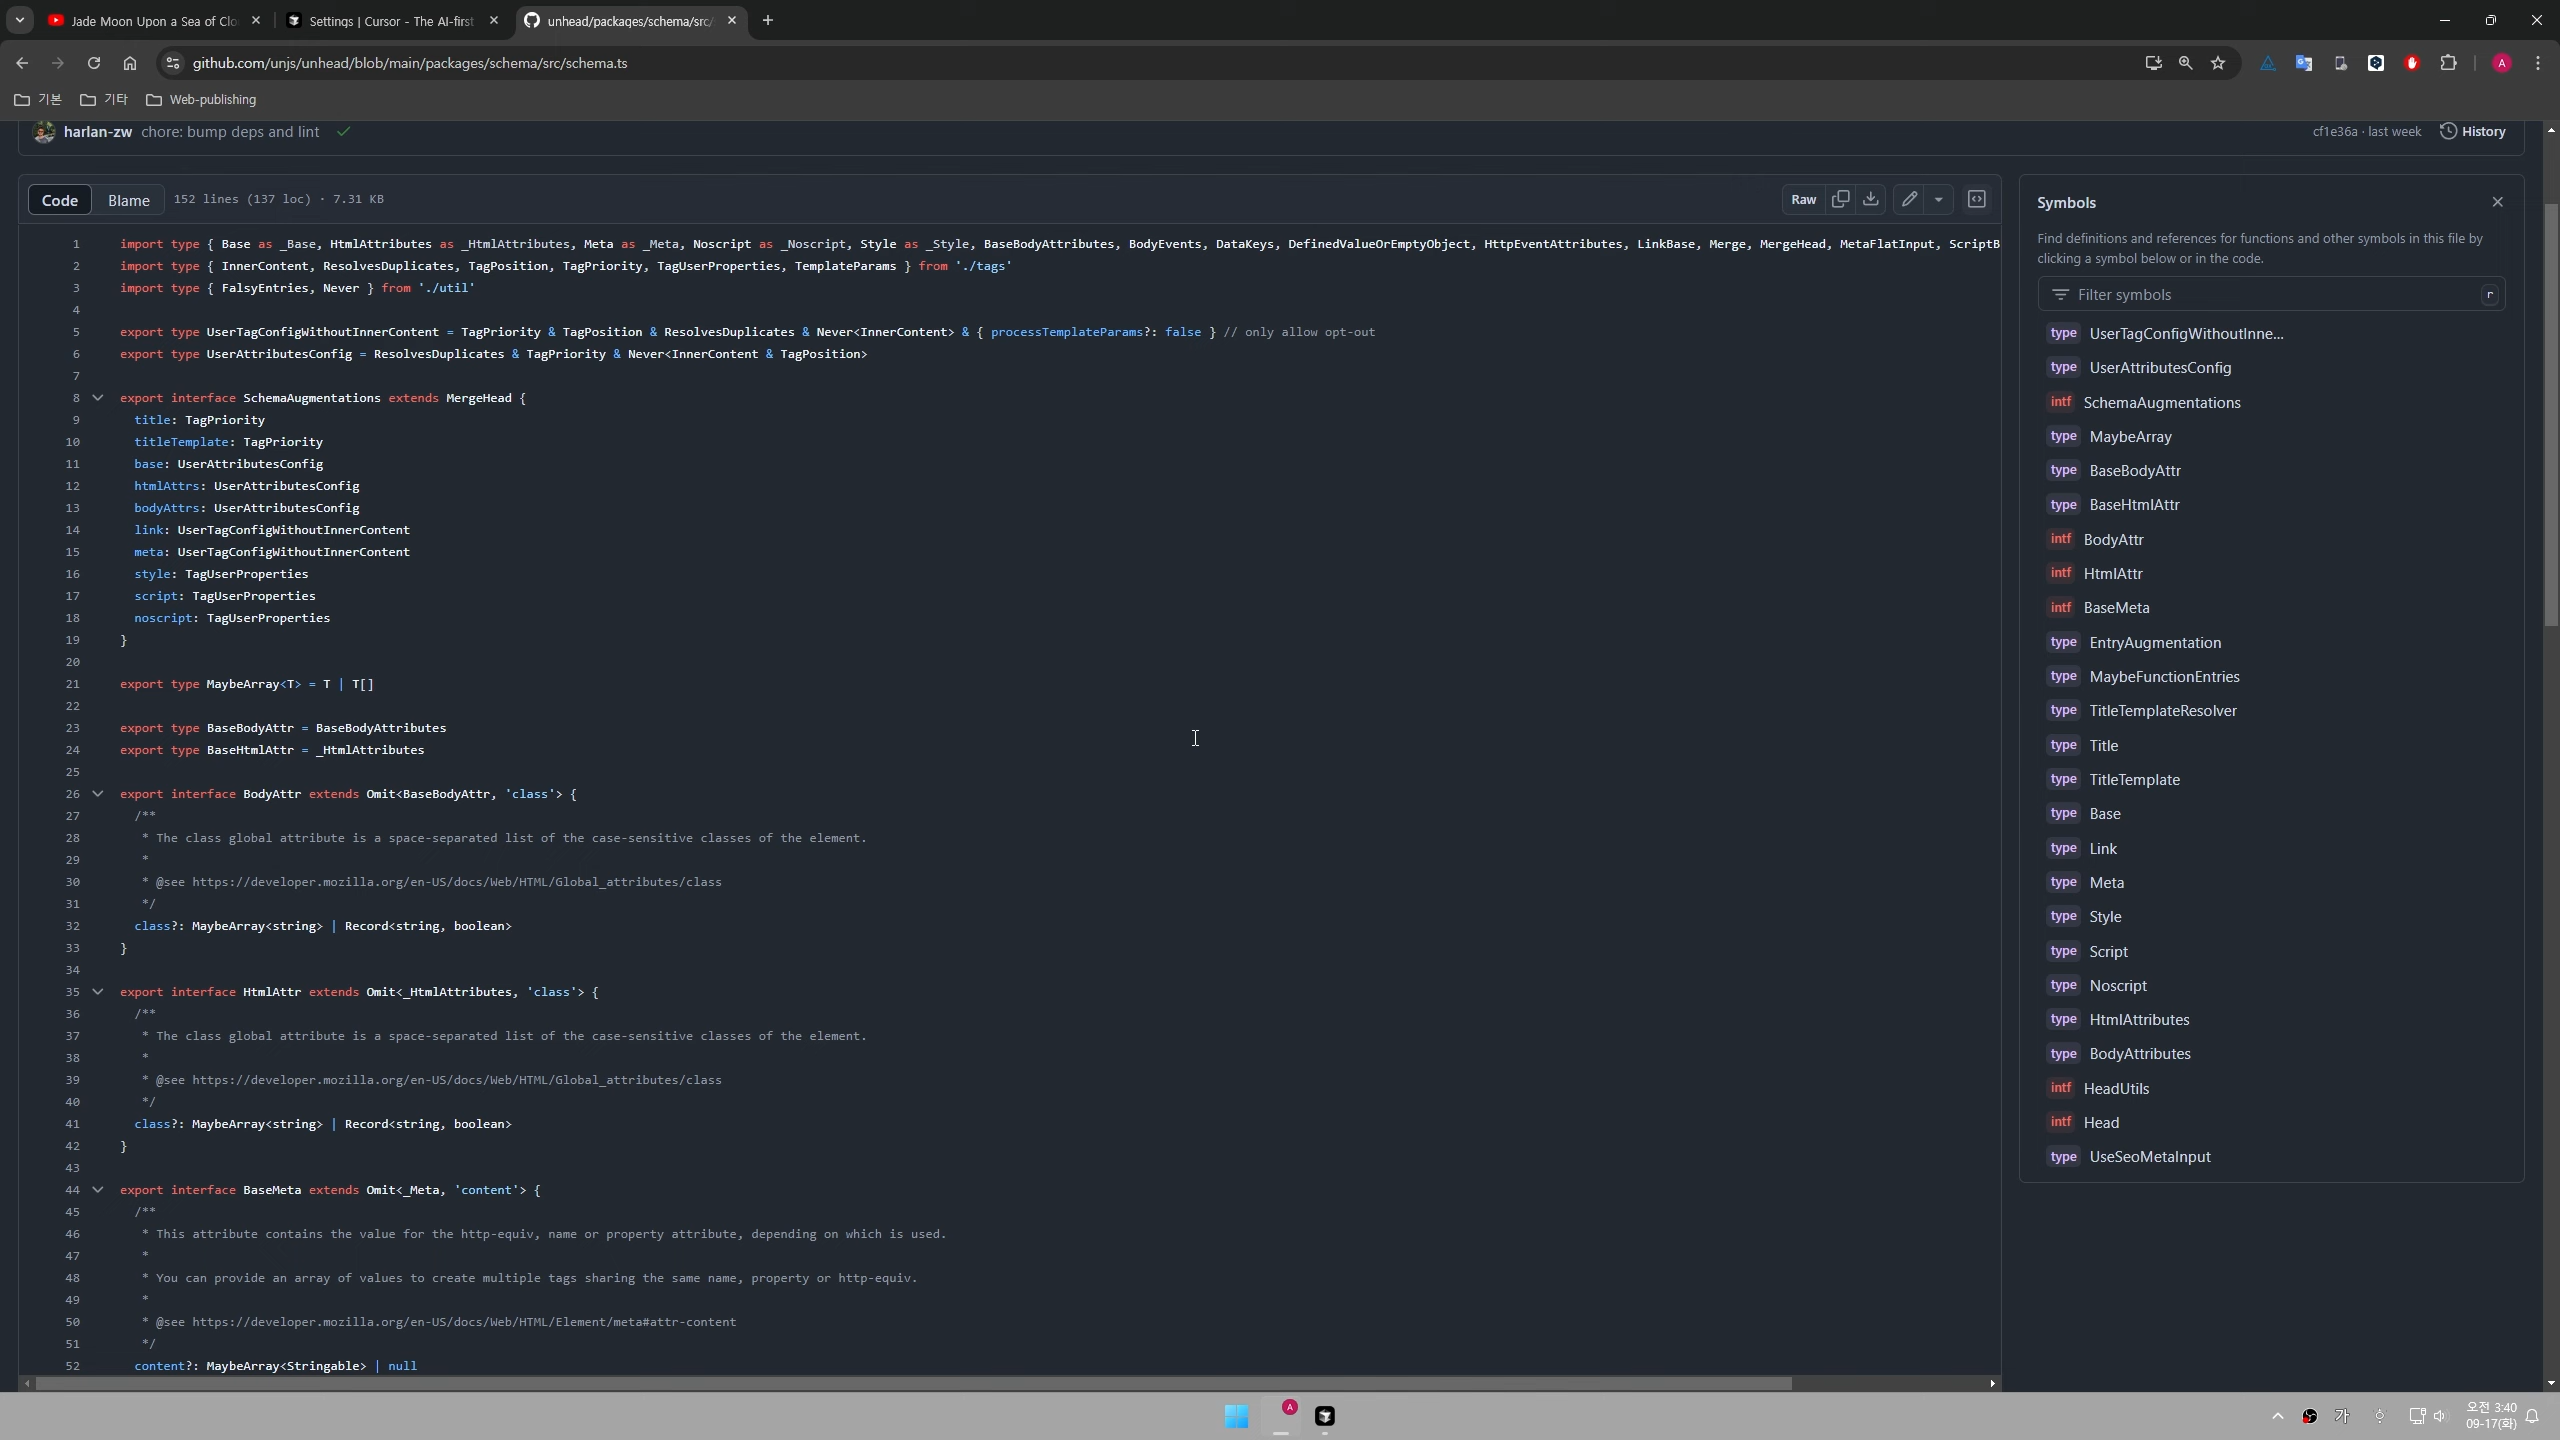 Jade Moon Upon a Sea of Clo
Settings | Cursor - The AI-first
unhead/packages/schema/src/
github.com/unjs/unhead/blob/main/packages/schema/src/schema.ts
A
기본
기타
Web-publishing
harlan-zw chore: bump deps and lint
cf1e36a · last week
History
Code
Blame
152 lines (137 loc) · 7.31 KB
Raw
1 import type { Base as _Base, HtmlAttributes as _HtmlAttributes, Meta as _Meta, Noscript as _Noscript, Style as _Style, BaseBodyAttributes, BodyEvents, DataKeys, DefinedValueOrEmptyObject, HttpEventAttributes, LinkBase, Merge, MergeHead, MetaFlatInput, ScriptB
2 import type { InnerContent, ResolvesDuplicates, TagPosition, TagPriority, TagUserProperties, TemplateParams } from './tags'
3 import type { FalsyEntries, Never } from './util'
4
5 export type UserTagConfigWithoutInnerContent = TagPriority & TagPosition & ResolvesDuplicates & Never<InnerContent> & { processTemplateParams?: false } // only allow opt-out
6 export type UserAttributesConfig = ResolvesDuplicates & TagPriority & Never<InnerContent & TagPosition>
7
8 export interface SchemaAugmentations extends MergeHead {
9 title: TagPriority
10 titleTemplate: TagPriority
11 base: UserAttributesConfig
12 htmlAttrs: UserAttributesConfig
13 bodyAttrs: UserAttributesConfig
14 link: UserTagConfigWithoutInnerContent
15 meta: UserTagConfigWithoutInnerContent
16 style: TagUserProperties
17 script: TagUserProperties
18 noscript: TagUserProperties
19 }
20
21 export type MaybeArray<T> = T | T[]
22
23 export type BaseBodyAttr = BaseBodyAttributes
24 export type BaseHtmlAttr = _HtmlAttributes
25
26 export interface BodyAttr extends Omit<BaseBodyAttr, 'class'> {
27 /**
28 * The class global attribute is a space-separated list of the case-sensitive classes of the element.
29 *
30 * @see https://developer.mozilla.org/en-US/docs/Web/HTML/Global_attributes/class
31 */
32 class?: MaybeArray<string> | Record<string, boolean>
33 }
34
35 export interface HtmlAttr extends Omit<_HtmlAttributes, 'class'> {
36 /**
37 * The class global attribute is a space-separated list of the case-sensitive classes of the element.
38 *
39 * @see https://developer.mozilla.org/en-US/docs/Web/HTML/Global_attributes/class
40 */
41 class?: MaybeArray<string> | Record<string, boolean>
42 }
43
44 export interface BaseMeta extends Omit<_Meta, 'content'> {
45 /**
46 * This attribute contains the value for the http-equiv, name or property attribute, depending on which is used.
47 *
48 * You can provide an array of values to create multiple tags sharing the same name, property or http-equiv.
49 *
50 * @see https://developer.mozilla.org/en-US/docs/Web/HTML/Element/meta#attr-content
51 */
52 content?: MaybeArray<Stringable> | null
Symbols
Find definitions and references for functions and other symbols in this file by
clicking a symbol below or in the code.
Filter symbols
r
type UserTagConfigWithoutInne...
type UserAttributesConfig
intf SchemaAugmentations
type MaybeArray
type BaseBodyAttr
type BaseHtmlAttr
intf BodyAttr
intf HtmlAttr
intf BaseMeta
type EntryAugmentation
type MaybeFunctionEntries
type TitleTemplateResolver
type Title
type TitleTemplate
type Base
type Link
type Meta
type Style
type Script
type Noscript
type HtmlAttributes
type BodyAttributes
intf HeadUtils
intf Head
type UseSeoMetaInput
A
가
오전 3:40
09-17(화)